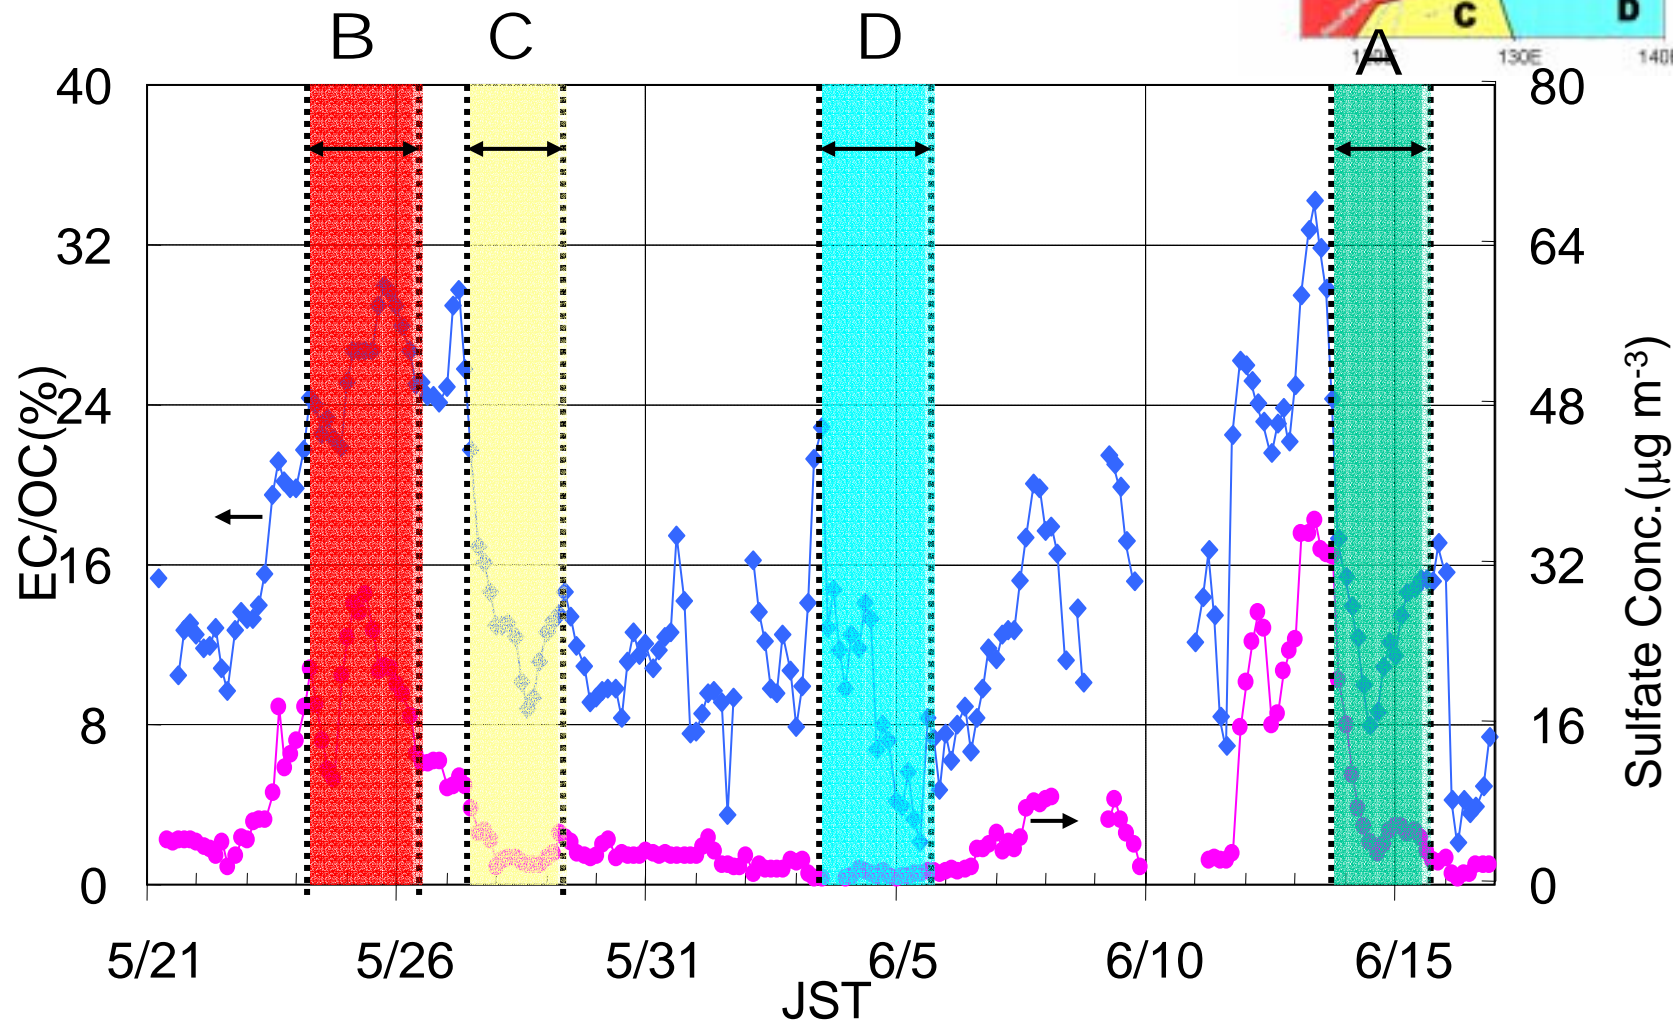 C
D
130E
B
C
D
A
40
80
32
64
24
48
16
32
8
16
0
0
EC/OC(%)
Sulfate Conc.(μg m-3)
5/21
5/26
5/31
6/5
6/10
6/15
JST